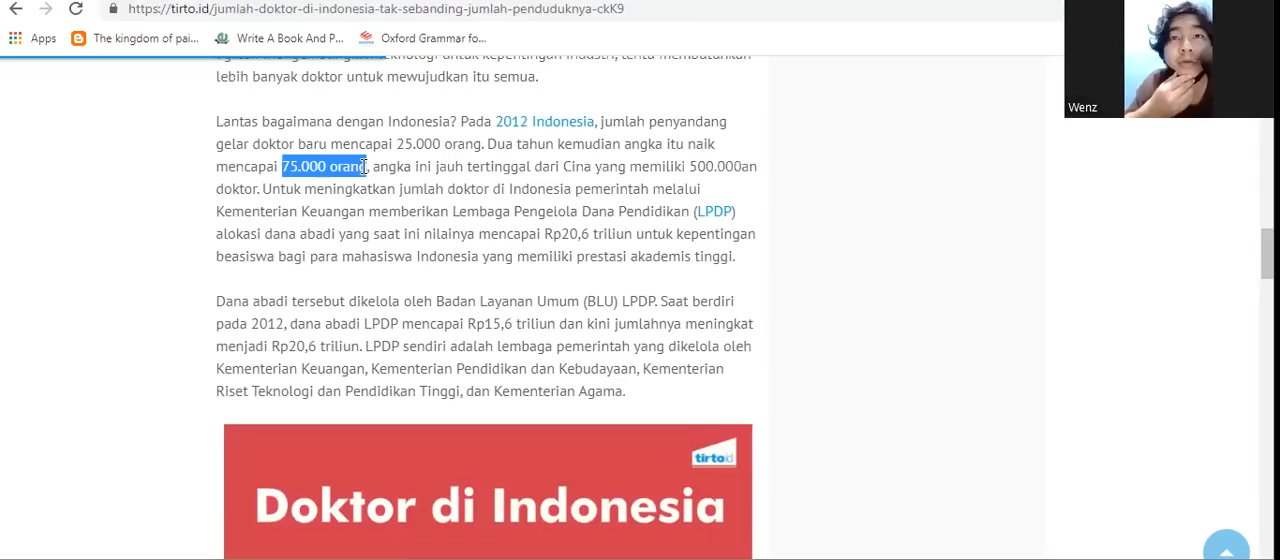 https://tirto.id/jumlah-doktor-di-indonesia-tak-sebanding-jumlah-penduduknya-ckK9
Apps The kingdom of pai... Write A Book And P... Oxford Grammar fo...
Wenz
lebih banyak doktor untuk mewujudkan itu semua.
Lantas bagaimana dengan Indonesia? Pada 2012 Indonesia, jumlah penyandang
gelar doktor baru mencapai 25.000 orang. Dua tahun kemudian angka itu naik
mencapai 75.000 orang, angka ini jauh tertinggal dari Cina yang memiliki 500.000an
doktor. Untuk meningkatkan jumlah doktor di Indonesia pemerintah melalui
Kementerian Keuangan memberikan Lembaga Pengelola Dana Pendidikan (LPDP)
alokasi dana abadi yang saat ini nilainya mencapai Rp20,6 triliun untuk kepentingan
beasiswa bagi para mahasiswa Indonesia yang memiliki prestasi akademis tinggi.
Dana abadi tersebut dikelola oleh Badan Layanan Umum (BLU) LPDP. Saat berdiri
pada 2012, dana abadi LPDP mencapai Rp15,6 triliun dan kini jumlahnya meningkat
menjadi Rp20,6 triliun. LPDP sendiri adalah lembaga pemerintah yang dikelola oleh
Kementerian Keuangan, Kementerian Pendidikan dan Kebudayaan, Kementerian
Riset Teknologi dan Pendidikan Tinggi, dan Kementerian Agama.
tirto.id
Doktor di Indonesia